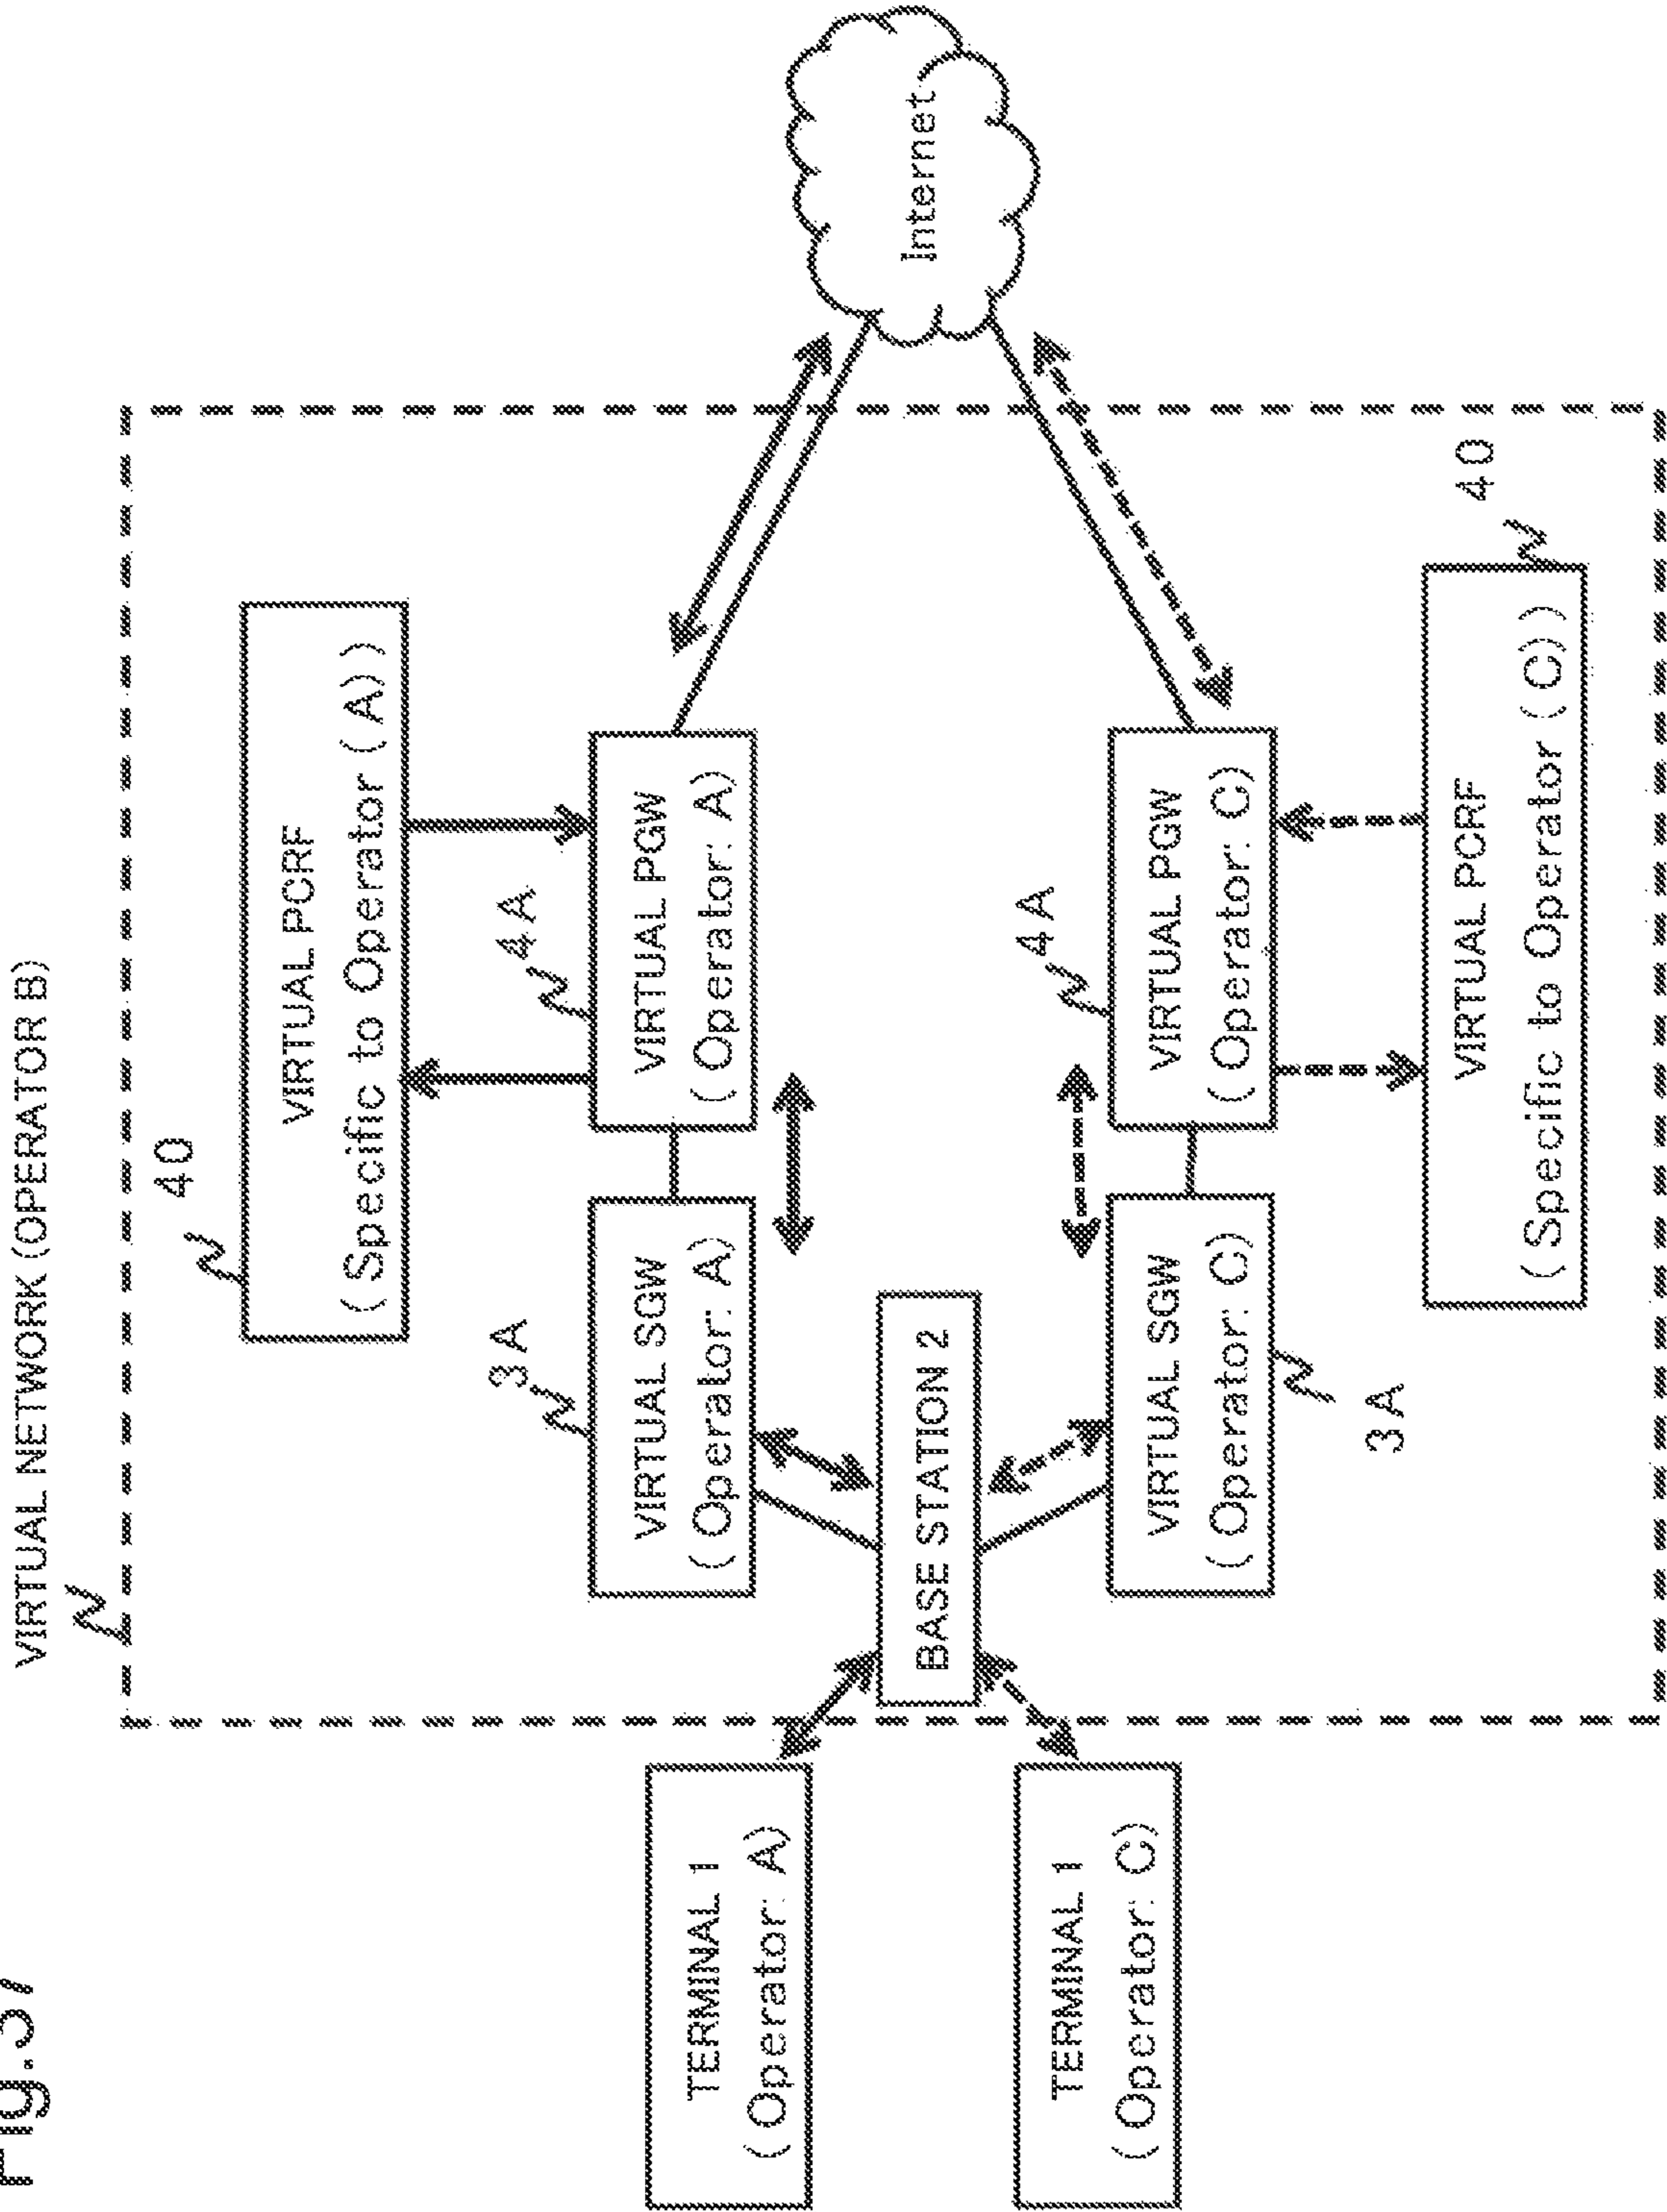 Fig.37
VIRTUAL NETWORK (OPERATOR B)
40
VIRTUAL PCRF
( Specific to Operator ( A) )
3A
4A
VIRTUAL SGW
( Operator: A)
VIRTUAL PGW
( Operator: A)
TERMINAL 1
( Operator: A)
BASE STATION 2
Internet
TERMINAL 1
( Operator: C)
4A
VIRTUAL SGW
( Operator: C)
VIRTUAL PGW
( Operator: C)
3A
40
VIRTUAL PCRF
( Specific to Operator ( C) )